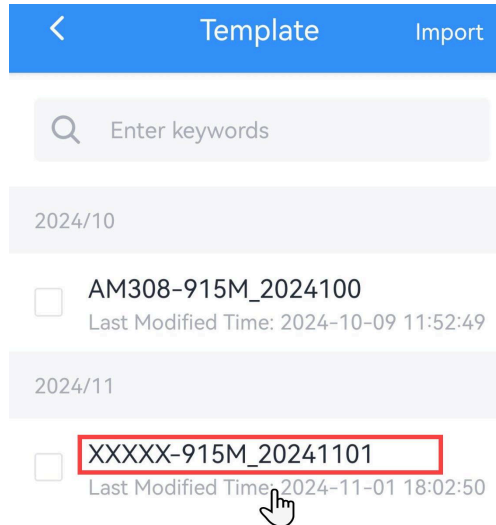 Template
Import
Enter keywords
2024/10
AM308-915M_2024100
Last Modified Time: 2024-10-09 11:52:49
2024/11
XXXXX-915M_20241101
Last Modified Time: 2024-11-01 18:02:50